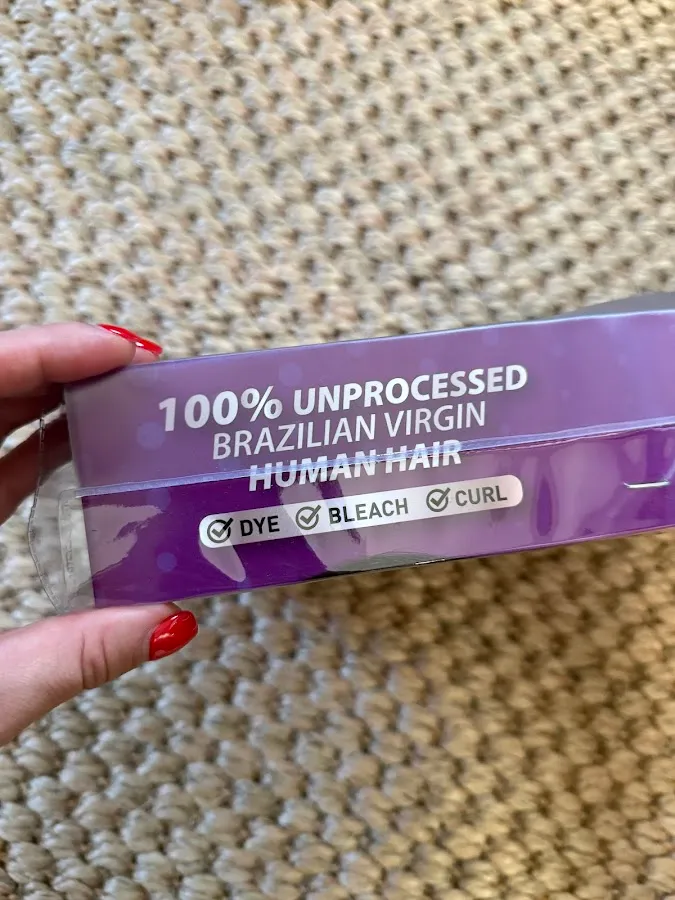 100% UNPROCESSED
BRAZILIAN VIRGIN
HUMAN HAIR
DYE BLEACH CURL